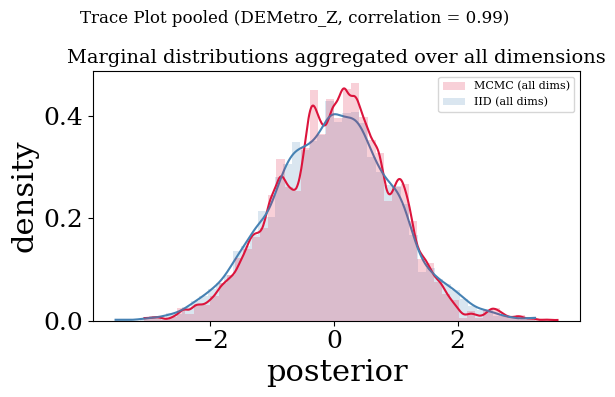 Trace Plot pooled (DEMetro_Z, correlation = 0.99)
Marginal distributions aggregated over all dimensions
MCMC (all dims)
IID (all dims)
density
0.4
0.2
0.0
−2
0
2
posterior